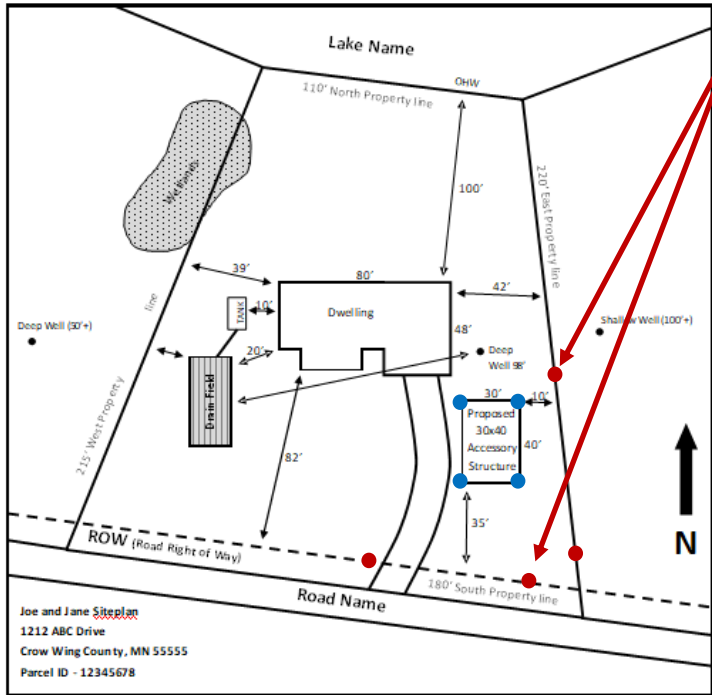 Lake Name
OHW
110' North Property line
220' East Property line
100'
Wetlands
39'
80'
42'
line
TANK
10'
Dwelling
48'
Deep Well (50'+)
Shallow Well (100'+)
20'
Deep
Well 98'
Drain Field
30'
10'
Proposed
30x40
Accessory
Structure
40'
215' West Property
82'
35'
N
ROW (Road Right of Way)
180' South Property line
Road Name
Joe and Jane Siteplan
1212 ABC Drive
Crow Wing County, MN 55555
Parcel ID - 12345678